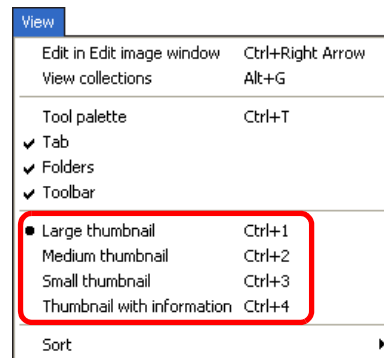 View
Edit in Edit image window Ctrl+Right Arrow
View collections Alt+G
Tool palette Ctrl+T
Tab
Folders
Toolbar
Large thumbnail Ctrl+1
Medium thumbnail Ctrl+2
Small thumbnail Ctrl+3
Thumbnail with information Ctrl+4
Sort